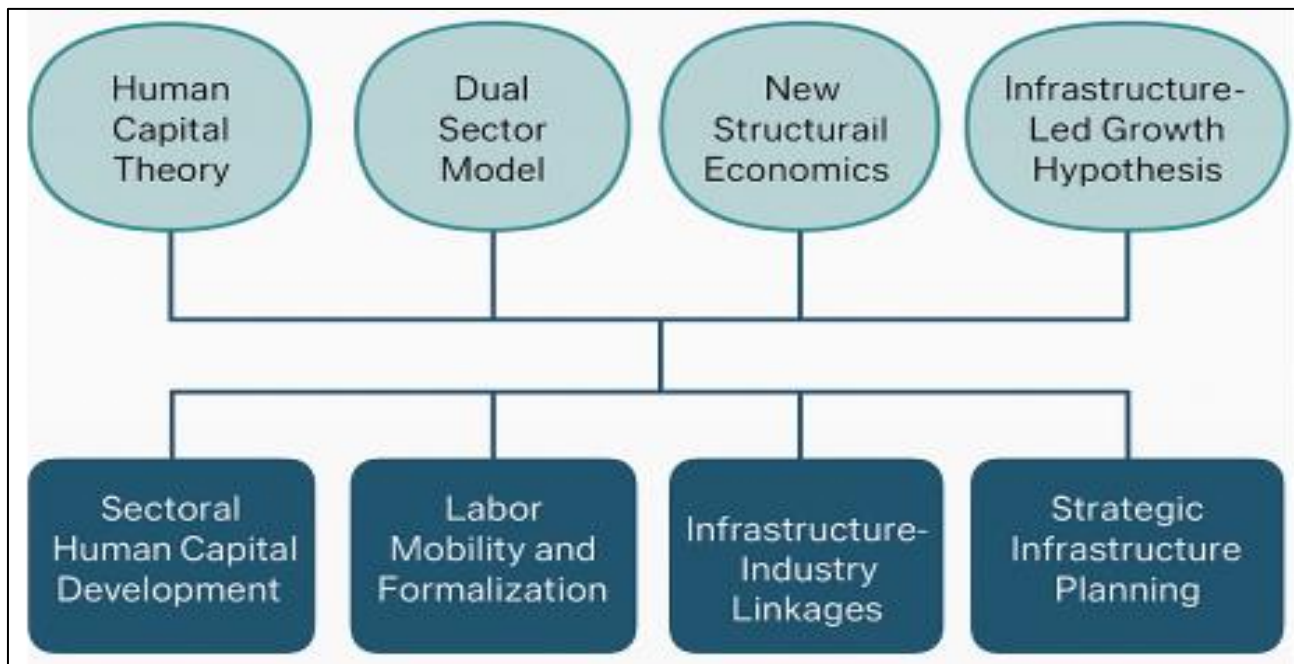 Human
Capital
Theory
Dual
Sector
Model
New
Structurail
Economics
Infrastructure-
Led Growth
Hypothesis
Sectoral
Human Capital
Development
Labor
Mobility and
Formalization
Infrastructure-
Industry
Linkages
Strategic
Infrastructure
Planning